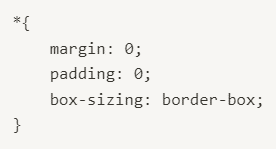 *{
    margin: 0;
    padding: 0;
    box-sizing: border-box;
}